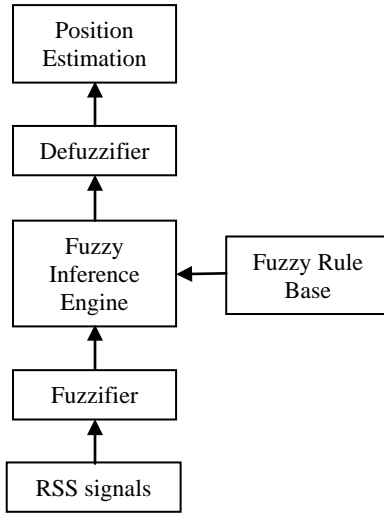 Position
Estimation
Defuzzifier
Fuzzy
Inference
Engine
Fuzzy Rule
Base
Fuzzifier
RSS signals